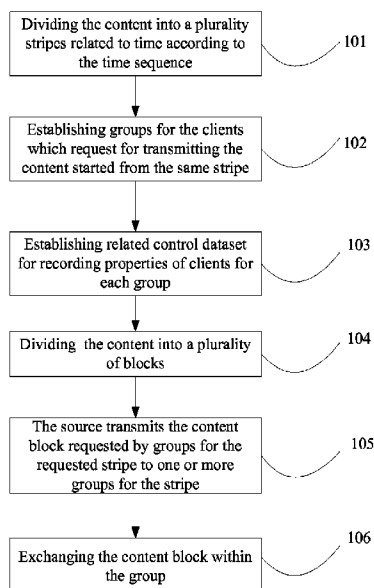 Dividing the content into a plurality
stripes related to time according to
the time sequence
101
Establishing groups for the clients
which request for transmitting the
content started from the same stripe
102
Establishing related control dataset
for recording properties of clients for
each group
103
Dividing the content into a plurality
of blocks
104
The source transmits the content
block requested by groups for the
requested stripe to one or more
groups for the stripe
105
Exchanging the content block within
the group
106